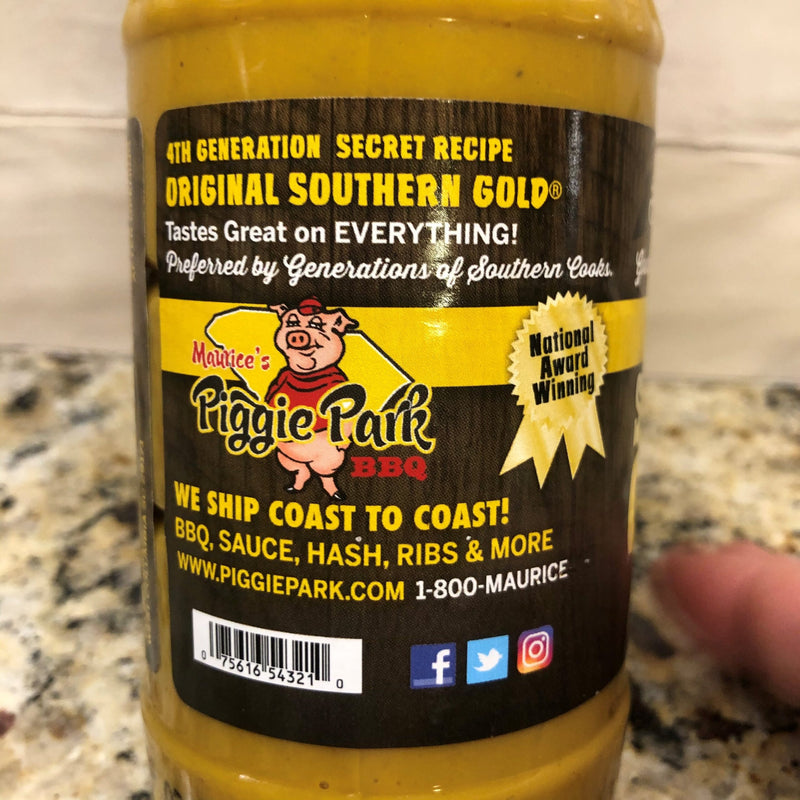 4TH GENERATION SECRET RECIPE
ORIGINAL SOUTHERN GOLD®
Tastes Great on EVERYTHING!
Preferred by Generations of Southern Cooks.
Maurice's
Piggie Park
BBQ
National
Award
Winning
WE SHIP COAST TO COAST!
BBQ, SAUCE, HASH, RIBS & MORE
WWW.PIGGIEPARK.COM 1-800-MAURICE
0 75616 54321 0
f